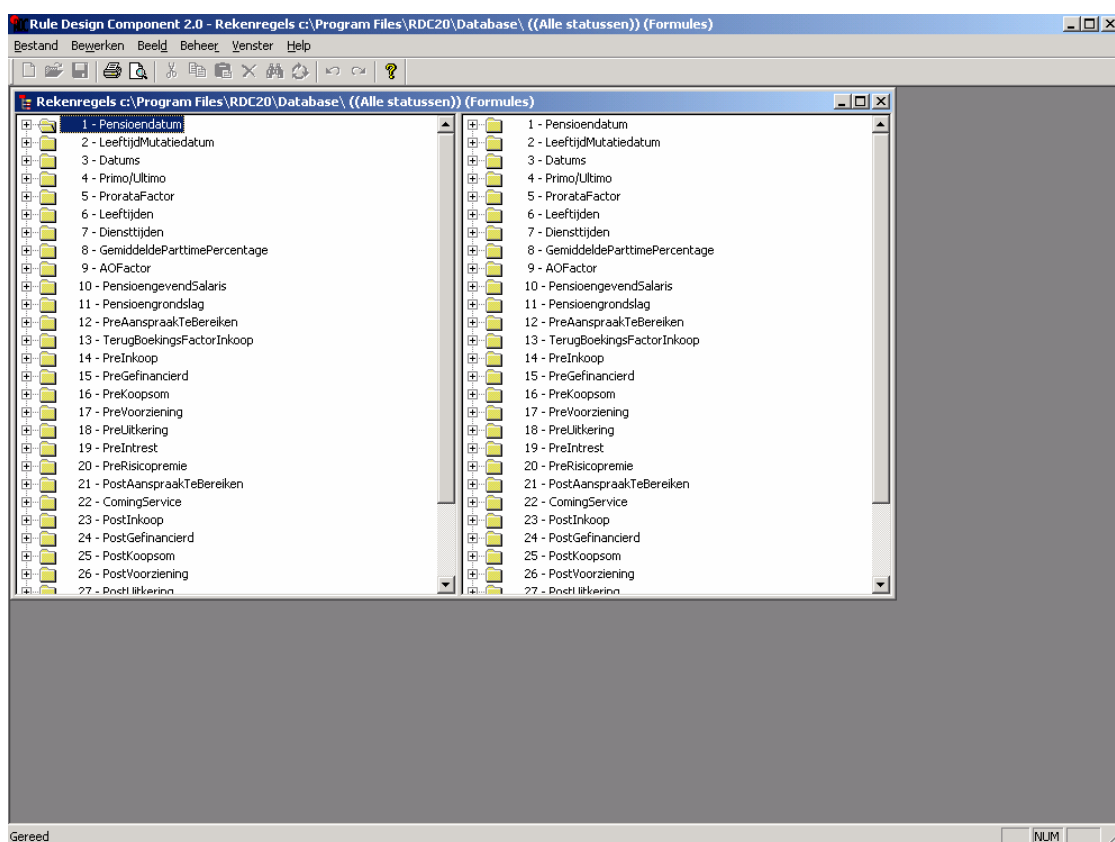 Rule Design Component 2.0 - Rekenregels c:\Program Files\RDC20\Database\ ((Alle statussen)) (Formules)
Bestand Bewerken Beeld Beheer Venster Help
Rekenregels c:\Program Files\RDC20\Database\ ((Alle statussen)) (Formules)
1 - Pensioendatum
2 - LeeftijdMutatiedatum
3 - Datums
4 - Primo/Ultimo
5 - ProrataFactor
6 - Leeftijden
7 - Diensttijden
8 - GemiddeldeParttimePercentage
9 - AOFactor
10 - PensioengevendSalaris
11 - Pensioengrondslag
12 - PreAanspraakTeBereiken
13 - TerugBoekingsFactorInkoop
14 - PreInkoop
15 - PreGefinancierd
16 - PreKoopsom
17 - PreVoorziening
18 - PreUitkering
19 - PreIntrest
20 - PreRisicopremie
21 - PostAanspraakTeBereiken
22 - ComingService
23 - PostInkoop
24 - PostGefinancierd
25 - PostKoopsom
26 - PostVoorziening
27 - PostUitkering
1 - Pensioendatum
2 - LeeftijdMutatiedatum
3 - Datums
4 - Primo/Ultimo
5 - ProrataFactor
6 - Leeftijden
7 - Diensttijden
8 - GemiddeldeParttimePercentage
9 - AOFactor
10 - PensioengevendSalaris
11 - Pensioengrondslag
12 - PreAanspraakTeBereiken
13 - TerugBoekingsFactorInkoop
14 - PreInkoop
15 - PreGefinancierd
16 - PreKoopsom
17 - PreVoorziening
18 - PreUitkering
19 - PreIntrest
20 - PreRisicopremie
21 - PostAanspraakTeBereiken
22 - ComingService
23 - PostInkoop
24 - PostGefinancierd
25 - PostKoopsom
26 - PostVoorziening
27 - PostUitkering
Gereed
NUM